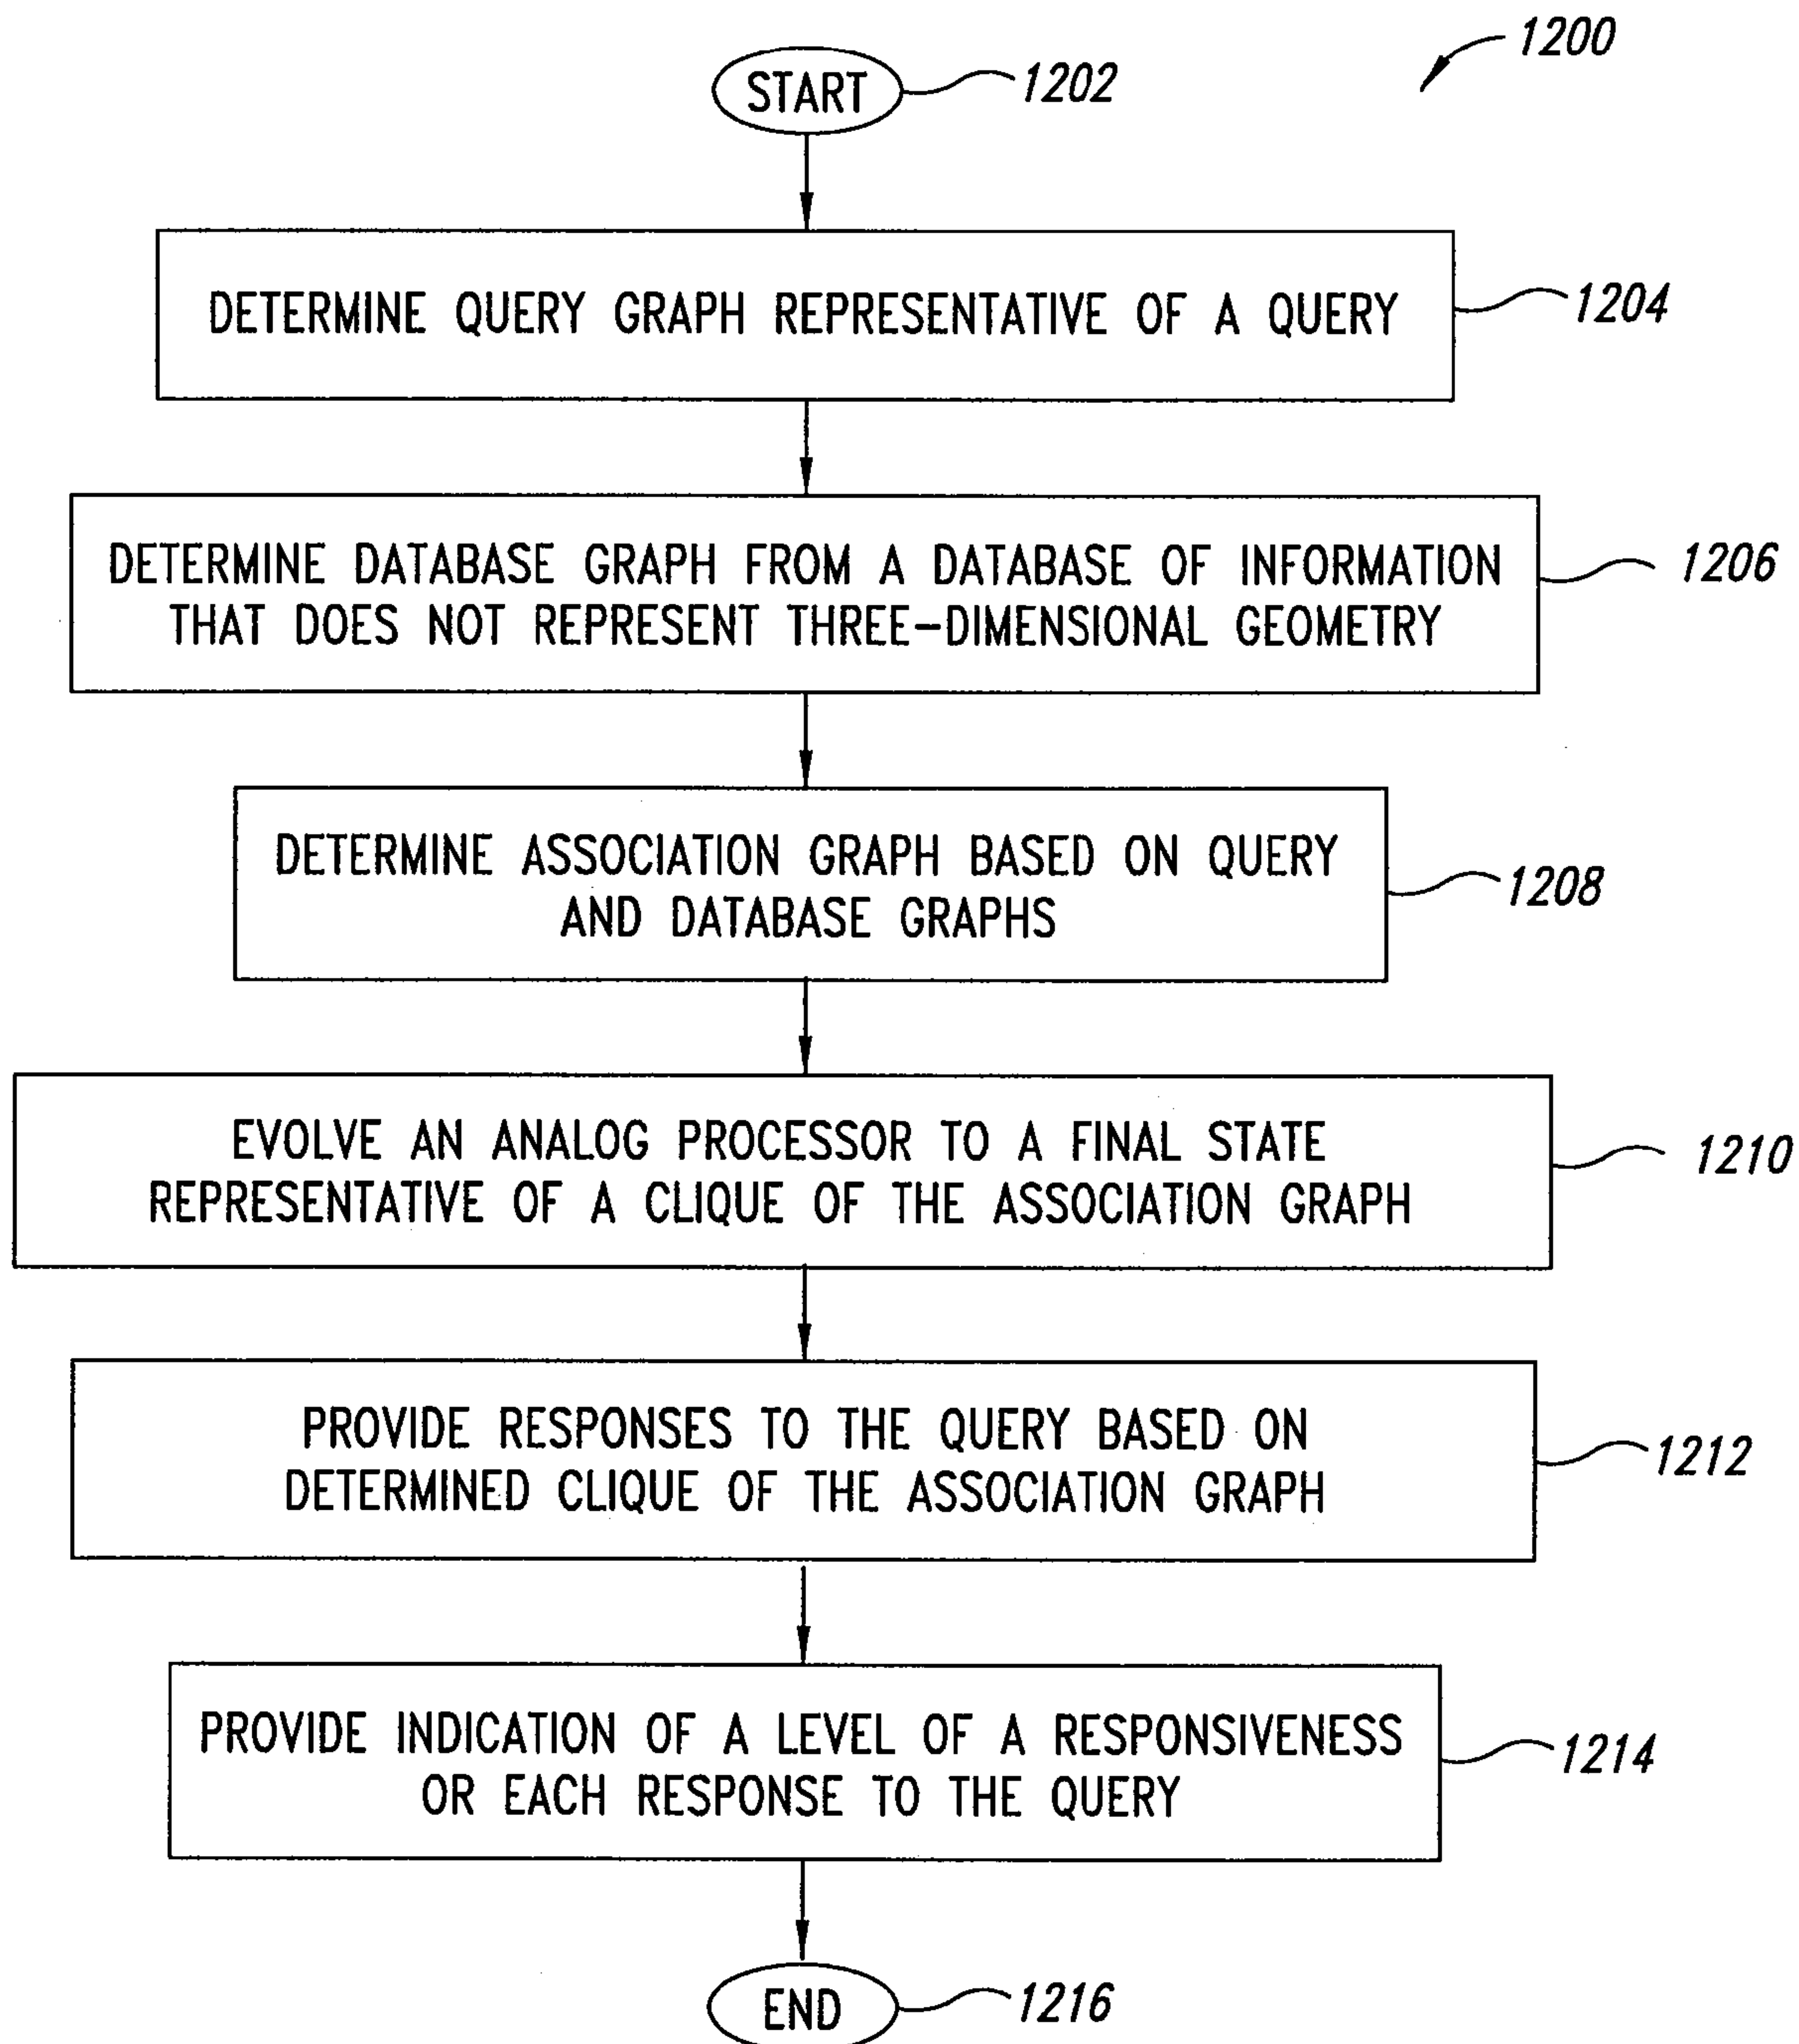 1200
START
1202
DETERMINE QUERY GRAPH REPRESENTATIVE OF A QUERY
1204
DETERMINE DATABASE GRAPH FROM A DATABASE OF INFORMATION
THAT DOES NOT REPRESENT THREE-DIMENSIONAL GEOMETRY
1206
DETERMINE ASSOCIATION GRAPH BASED ON QUERY
AND DATABASE GRAPHS
1208
EVOLVE AN ANALOG PROCESSOR TO A FINAL STATE
REPRESENTATIVE OF A CLIQUE OF THE ASSOCIATION GRAPH
1210
PROVIDE RESPONSES TO THE QUERY BASED ON
DETERMINED CLIQUE OF THE ASSOCIATION GRAPH
1212
PROVIDE INDICATION OF A LEVEL OF A RESPONSIVENESS
OR EACH RESPONSE TO THE QUERY
1214
END
1216